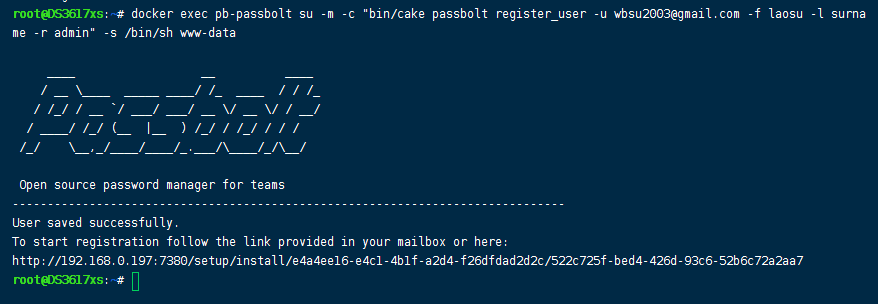 root@DS3617xs:~# docker exec pb-passbolt su -m -c "bin/cake passbolt register_user -u wbsu2003@gmail.com -f laosu -l surna
me -r admin" -s /bin/sh www-data
     ____                  __          ____
    / __ \____  _____ ____/ /_  ____  / / /_
   / /_/ / __ `/ ___/ ___/ __ \/ __ \/ / __/
  / ____/ /_/ (__  |__  ) /_/ / /_/ / / /
 /_/    \__,_/____/____/_.___/\____/_/\__/
Open source password manager for teams
-------------------------------------------------------------------------------
User saved successfully.
To start registration follow the link provided in your mailbox or here:
http://192.168.0.197:7380/setup/install/e4a4ee16-e4c1-4b1f-a2d4-f26dfdad2d2c/522c725f-bed4-426d-93c6-52b6c72a2aa7
root@DS3617xs:~#